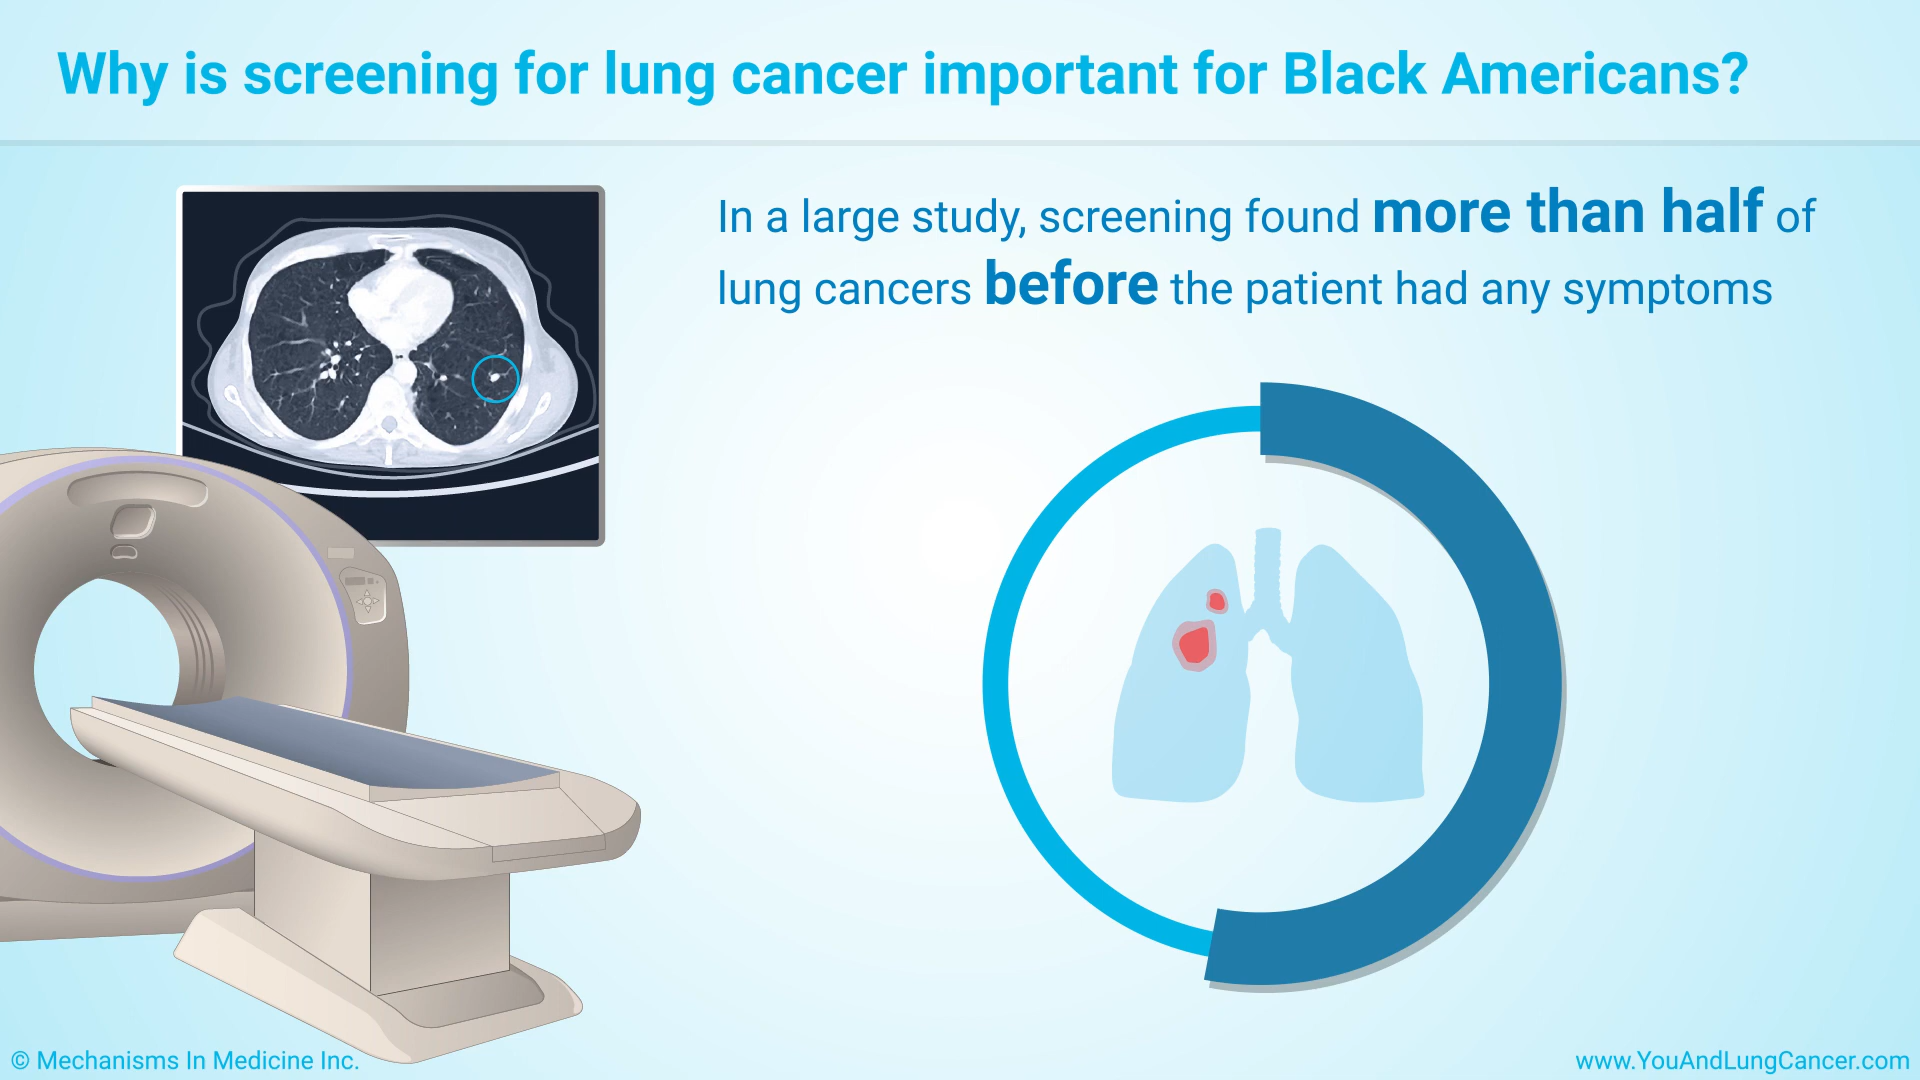 Why is screening for lung cancer important for Black Americans?
In a large study, screening found more than half of
lung cancers before the patient had any symptoms
© Mechanisms In Medicine Inc.
www.YouAndLungCancer.com